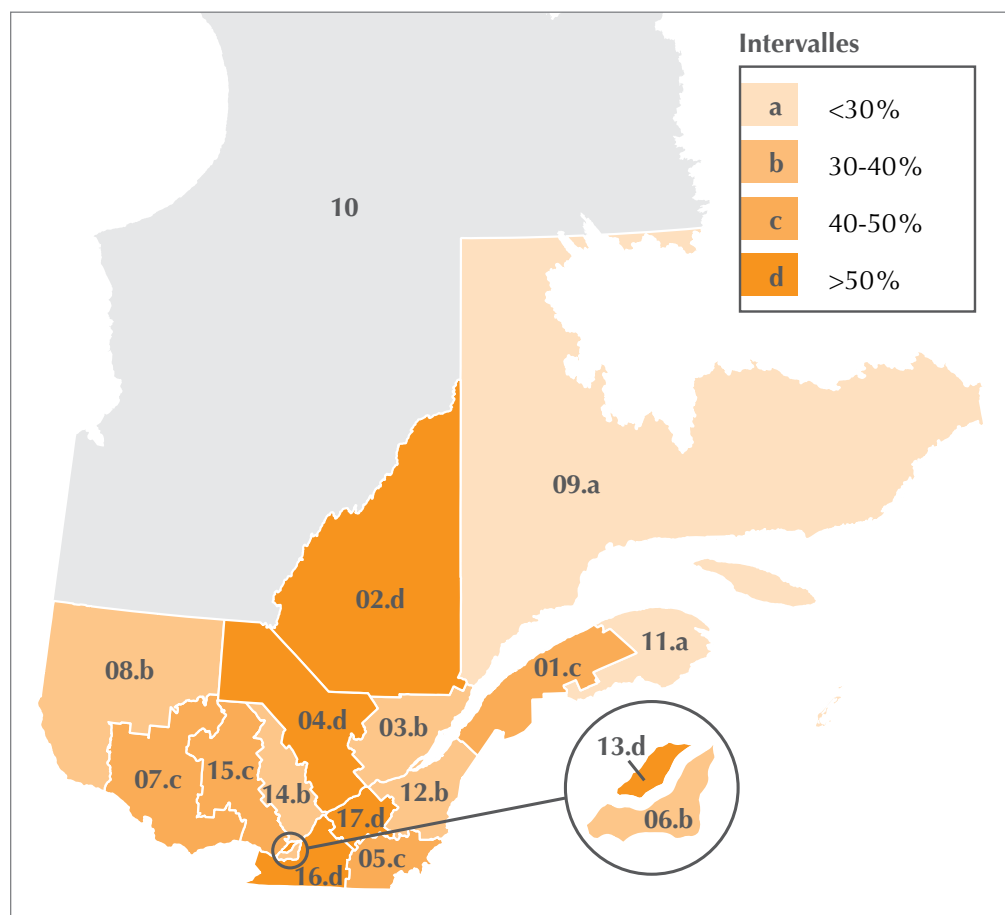 Intervalles
a <30%
b 30-40%
c 40-50%
d >50%
10
09.a
02.d
11.a
08.b
01.c
04.d
03.b
13.d
15.c
07.c
14.b
12.b
17.d
06.b
05.c
16.d